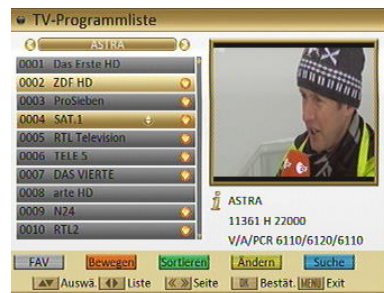 TV-Programmliste
ASTRA
0001 Das Erste HD
0002 ZDF HD
0003 ProSieben
0004 SAT.1
0005 RTL Television
0006 TELE 5
0007 DAS VIERTE
0008 arte HD
0009 N24
0010 RTL2
ASTRA
11361 H 22000
V/A/PCR 6110/6120/6110
FAV Bewegen Sortieren Ändern Suche
Auswä. Liste Seite OK Bestät. MENU Exit